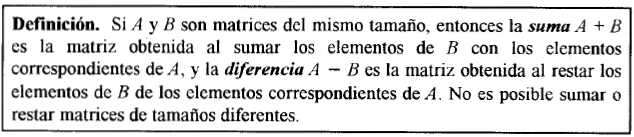 Definición. Si A y B son matrices del mismo tamaño, entonces la suma A + B
es la matriz obtenida al sumar los elementos de B con los elementos
correspondientes de A, y la diferencia A − B es la matriz obtenida al restar los
elementos de B de los elementos correspondientes de A. No es posible sumar o
restar matrices de tamaños diferentes.